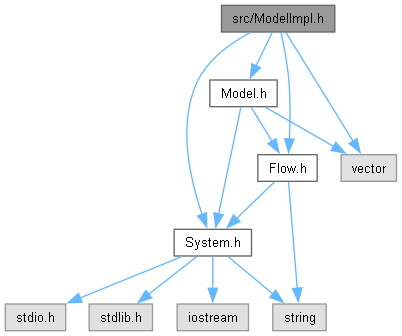 src/ModelImpl.h
Model.h
Flow.h
vector
System.h
stdio.h
stdlib.h
iostream
string